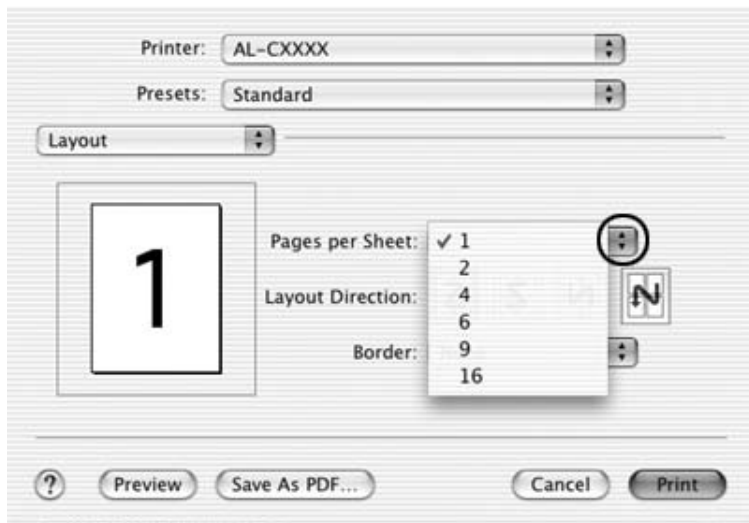 Printer: AL-CXXXX
Presets: Standard
Layout
1
Pages per Sheet: ✓ 1
2
4
6
9
16
Layout Direction:
Border:
? Preview Save As PDF... Cancel Print